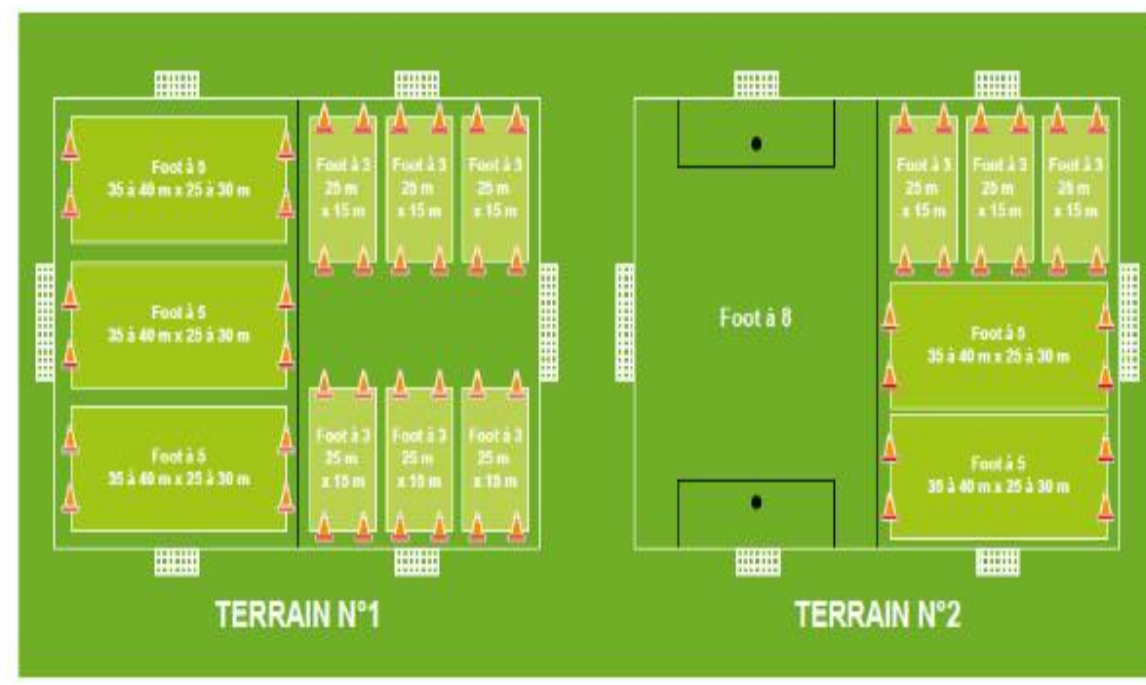 Foot à 5
35 à 40 m x 25 à 30 m
Foot à 3
25 m
x 15 m
Foot à 3
25 m
x 15 m
Foot à 3
25 m
x 15 m
Foot à 5
35 à 40 m x 25 à 30 m
Foot à 5
35 à 40 m x 25 à 30 m
Foot à 3
25 m
x 15 m
Foot à 3
25 m
x 15 m
Foot à 3
25 m
x 15 m
TERRAIN N°1
Foot à 8
Foot à 3
25 m
x 15 m
Foot à 3
25 m
x 15 m
Foot à 3
25 m
x 15 m
Foot à 5
35 à 40 m x 25 à 30 m
Foot à 5
35 à 40 m x 25 à 30 m
TERRAIN N°2